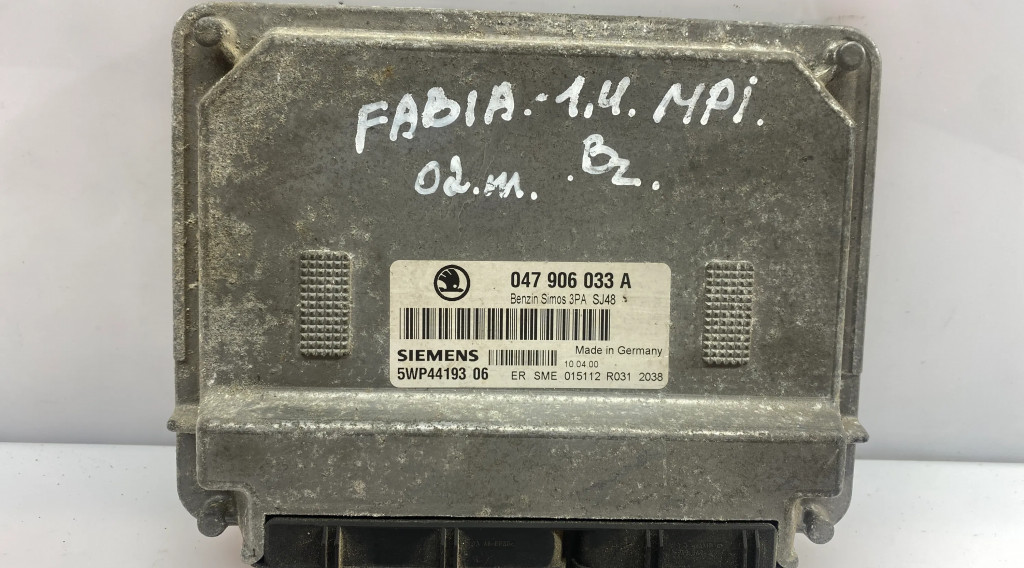 FABIA.-1,4. MPi.
02.m. Bz.
047 906 033 A
Benzin Simos 3PA SJ48
Made in Germany
SIEMENS 10 04 00
5WP44193 06 ER SME 015112 R031 2038